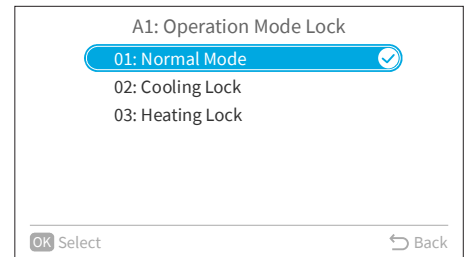 A1: Operation Mode Lock
01: Normal Mode
02: Cooling Lock
03: Heating Lock
OK Select
Back